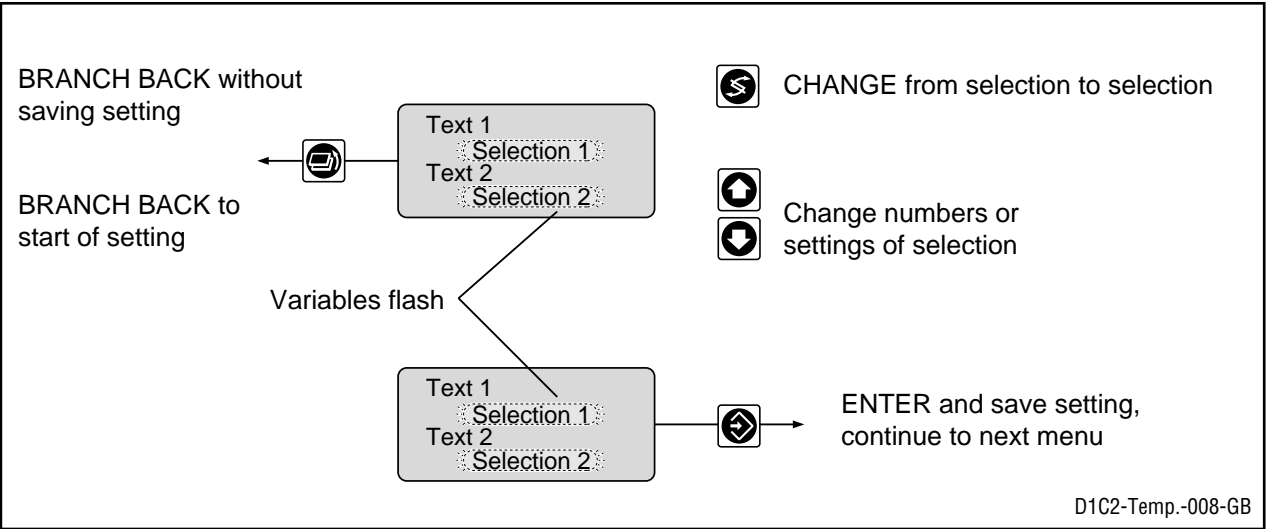 BRANCH BACK without
saving setting
BRANCH BACK to
start of setting
Text 1
Selection 1
Text 2
Selection 2
CHANGE from selection to selection
Change numbers or
settings of selection
Variables flash
Text 1
Selection 1
Text 2
Selection 2
ENTER and save setting,
continue to next menu
D1C2-Temp.-008-GB